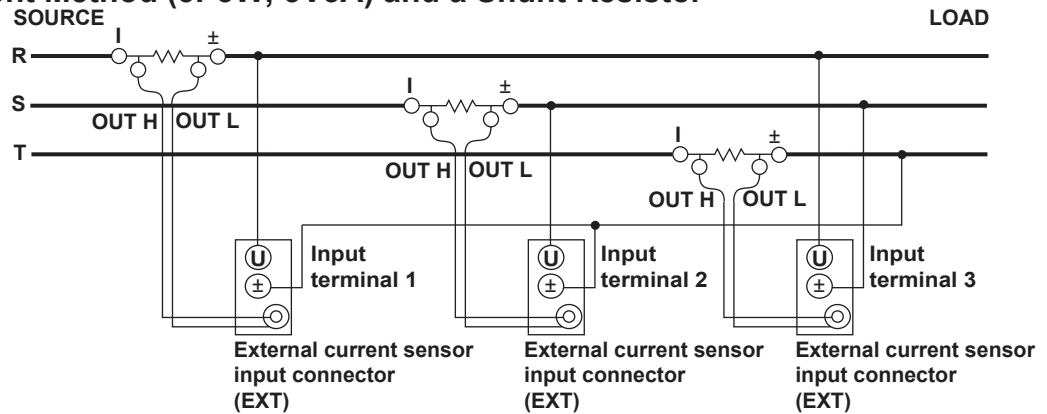 SOURCE
LOAD
I
±
R
I
±
S
OUT H
OUT L
I
±
T
OUT H
OUT L
OUT H
OUT L
U
Input
terminal 1
±
U
Input
terminal 2
±
U
Input
terminal 3
±
External current sensor
input connector
(EXT)
External current sensor
input connector
(EXT)
External current sensor
input connector
(EXT)